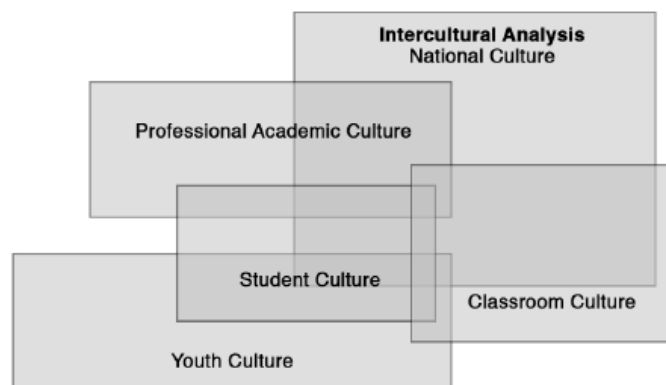 Intercultural Analysis
National Culture
Professional Academic Culture
Student Culture
Classroom Culture
Youth Culture